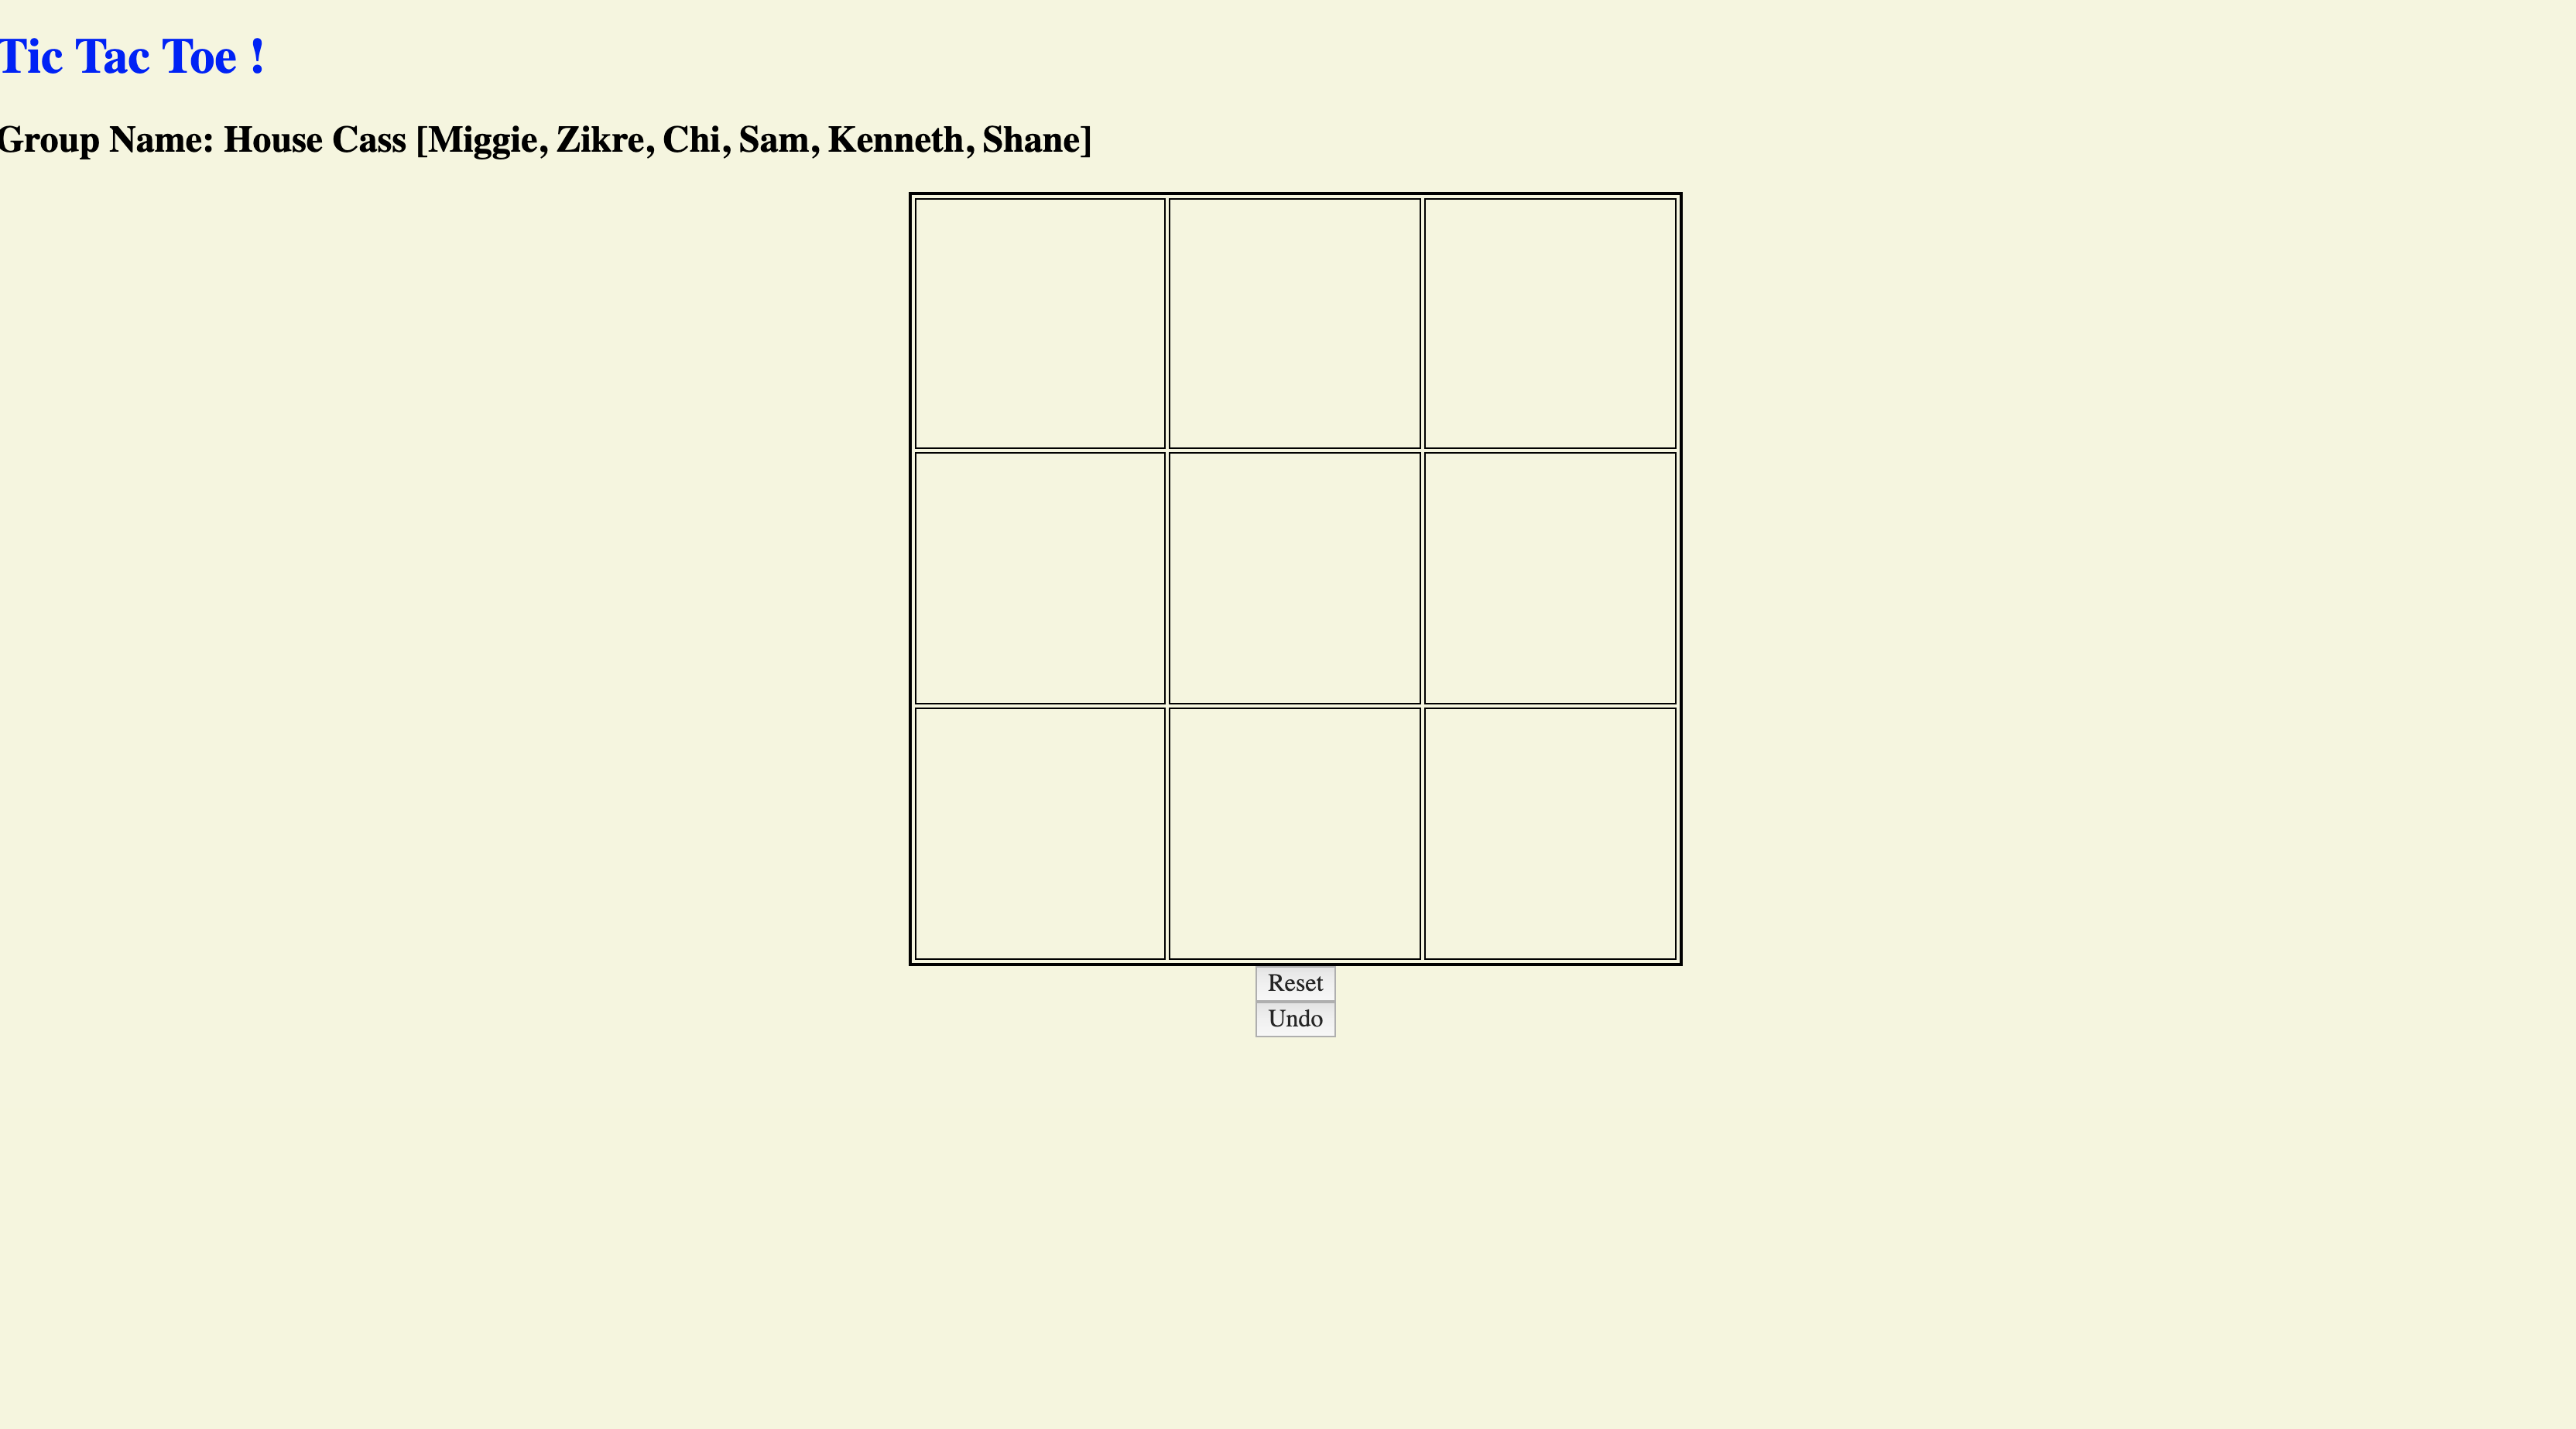 Tic Tac Toe !
Group Name: House Cass [Miggie, Zikre, Chi, Sam, Kenneth, Shane]
Reset
Undo